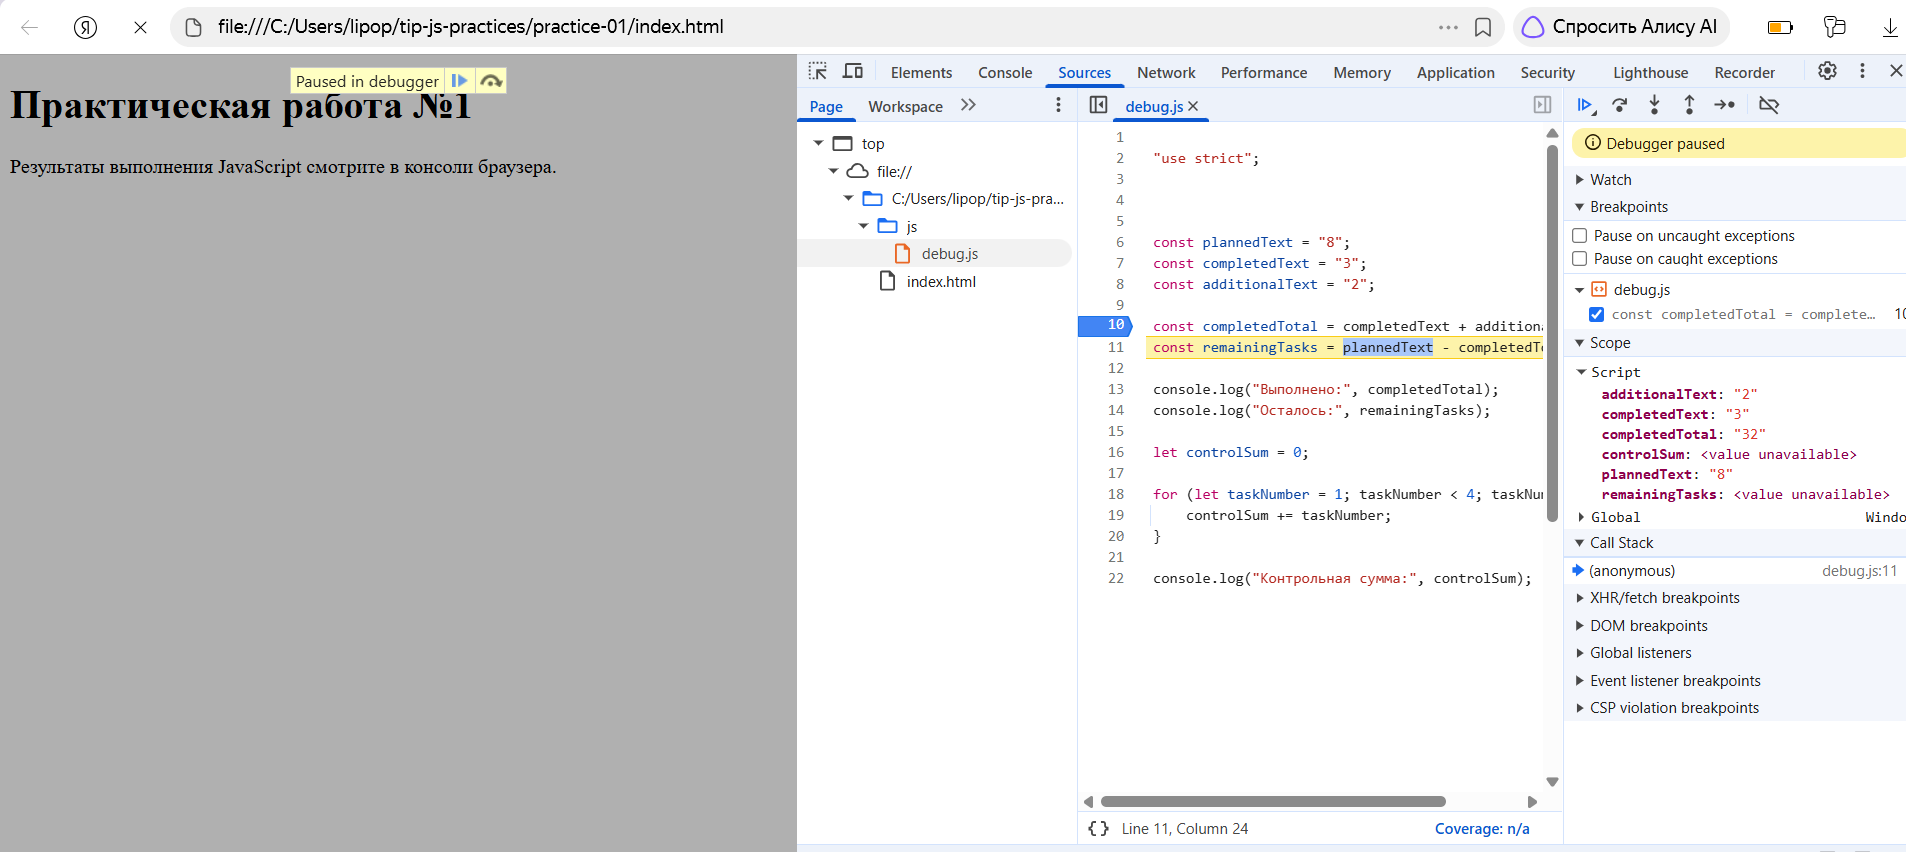 file:///C:/Users/lipop/tip-js-practices/practice-01/index.html
Спросить Алису AI
Paused in debugger
Практическая работа №1
Результаты выполнения JavaScript смотрите в консоли браузера.
Elements Console Sources Network Performance Memory Application Security Lighthouse Recorder
Page Workspace
debug.js
top
file://
C:/Users/lipop/tip-js-pra...
js
debug.js
index.html
1
2 "use strict";
3
4
5
6 const plannedText = "8";
7 const completedText = "3";
8 const additionalText = "2";
9
10 const completedTotal = completedText + additiona
11 const remainingTasks = plannedText - completedTo
12
13 console.log("Выполнено:", completedTotal);
14 console.log("Осталось:", remainingTasks);
15
16 let controlSum = 0;
17
18 for (let taskNumber = 1; taskNumber < 4; taskNum
19 controlSum += taskNumber;
20 }
21
22 console.log("Контрольная сумма:", controlSum);
{} Line 11, Column 24
Coverage: n/a
Debugger paused
Watch
Breakpoints
Pause on uncaught exceptions
Pause on caught exceptions
debug.js
const completedTotal = complete… 10
Scope
Script
additionalText: "2"
completedText: "3"
completedTotal: "32"
controlSum: <value unavailable>
plannedText: "8"
remainingTasks: <value unavailable>
Global Windo
Call Stack
(anonymous) debug.js:11
XHR/fetch breakpoints
DOM breakpoints
Global listeners
Event listener breakpoints
CSP violation breakpoints